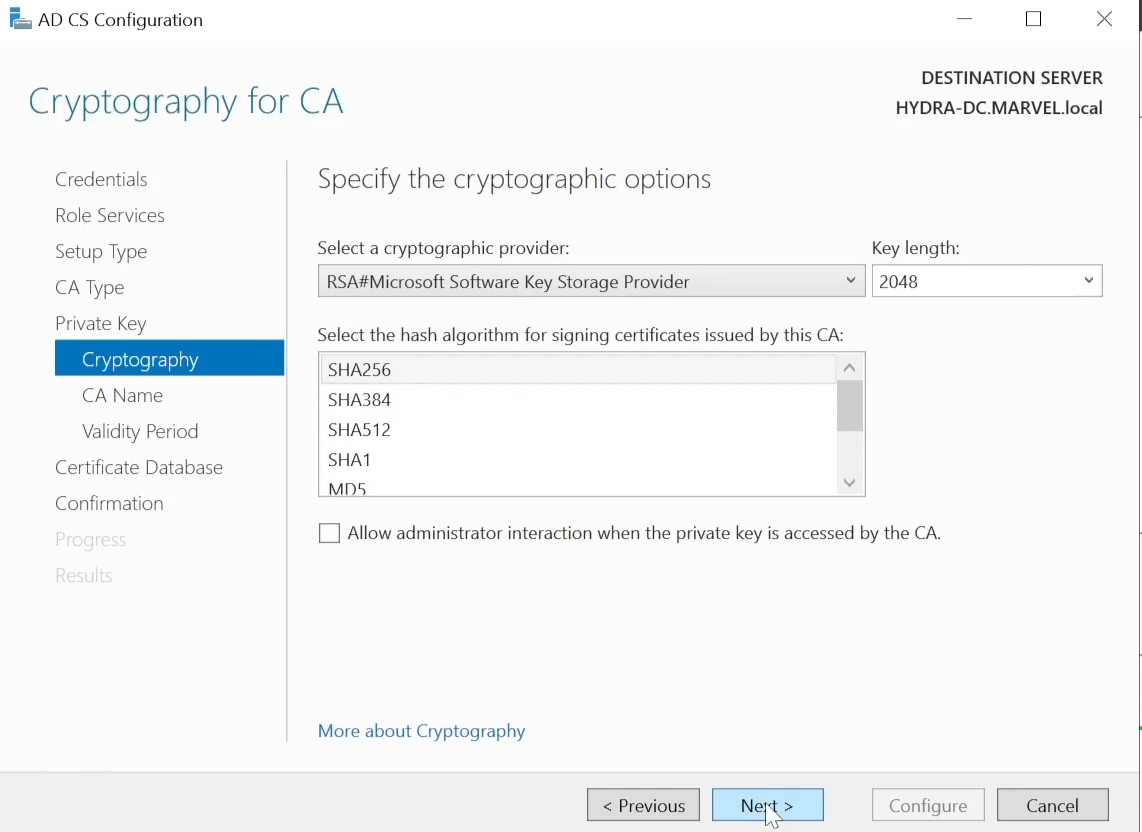 AD CS Configuration
Cryptography for CA
DESTINATION SERVER
HYDRA-DC.MARVEL.local
Credentials
Role Services
Setup Type
CA Type
Private Key
Cryptography
CA Name
Validity Period
Certificate Database
Confirmation
Progress
Results
Specify the cryptographic options
Select a cryptographic provider:
Key length:
RSA#Microsoft Software Key Storage Provider
2048
Select the hash algorithm for signing certificates issued by this CA:
SHA256
SHA384
SHA512
SHA1
MD5
Allow administrator interaction when the private key is accessed by the CA.
More about Cryptography
< Previous
Next >
Configure
Cancel